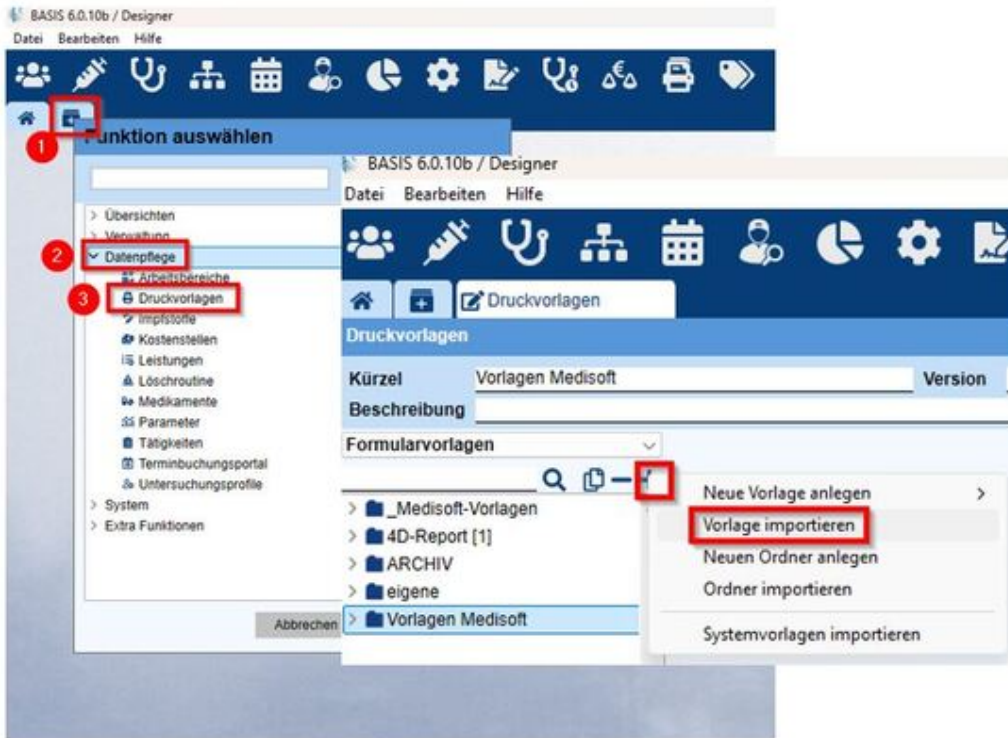 BASIS 6.0.10b / Designer
Datei Bearbeiten Hilfe
1
Funktion auswählen
> Übersichten
> Verwaltung
2
Datenpflege
Arbeitsbereiche
3
Druckvorlagen
Impfstoffe
Kostenstellen
Leistungen
Löschroutine
Medikamente
Parameter
Tätigkeiten
Terminbuchungsportal
Untersuchungsprofile
> System
> Extra Funktionen
Abbrechen
BASIS 6.0.10b / Designer
Datei Bearbeiten Hilfe
Druckvorlagen
Druckvorlagen
Kürzel Vorlagen Medisoft Version
Beschreibung
Formularvorlagen
> _Medisoft-Vorlagen
> 4D-Report [1]
> ARCHIV
> eigene
> Vorlagen Medisoft
Neue Vorlage anlegen >
Vorlage importieren
Neuen Ordner anlegen
Ordner importieren
Systemvorlagen importieren